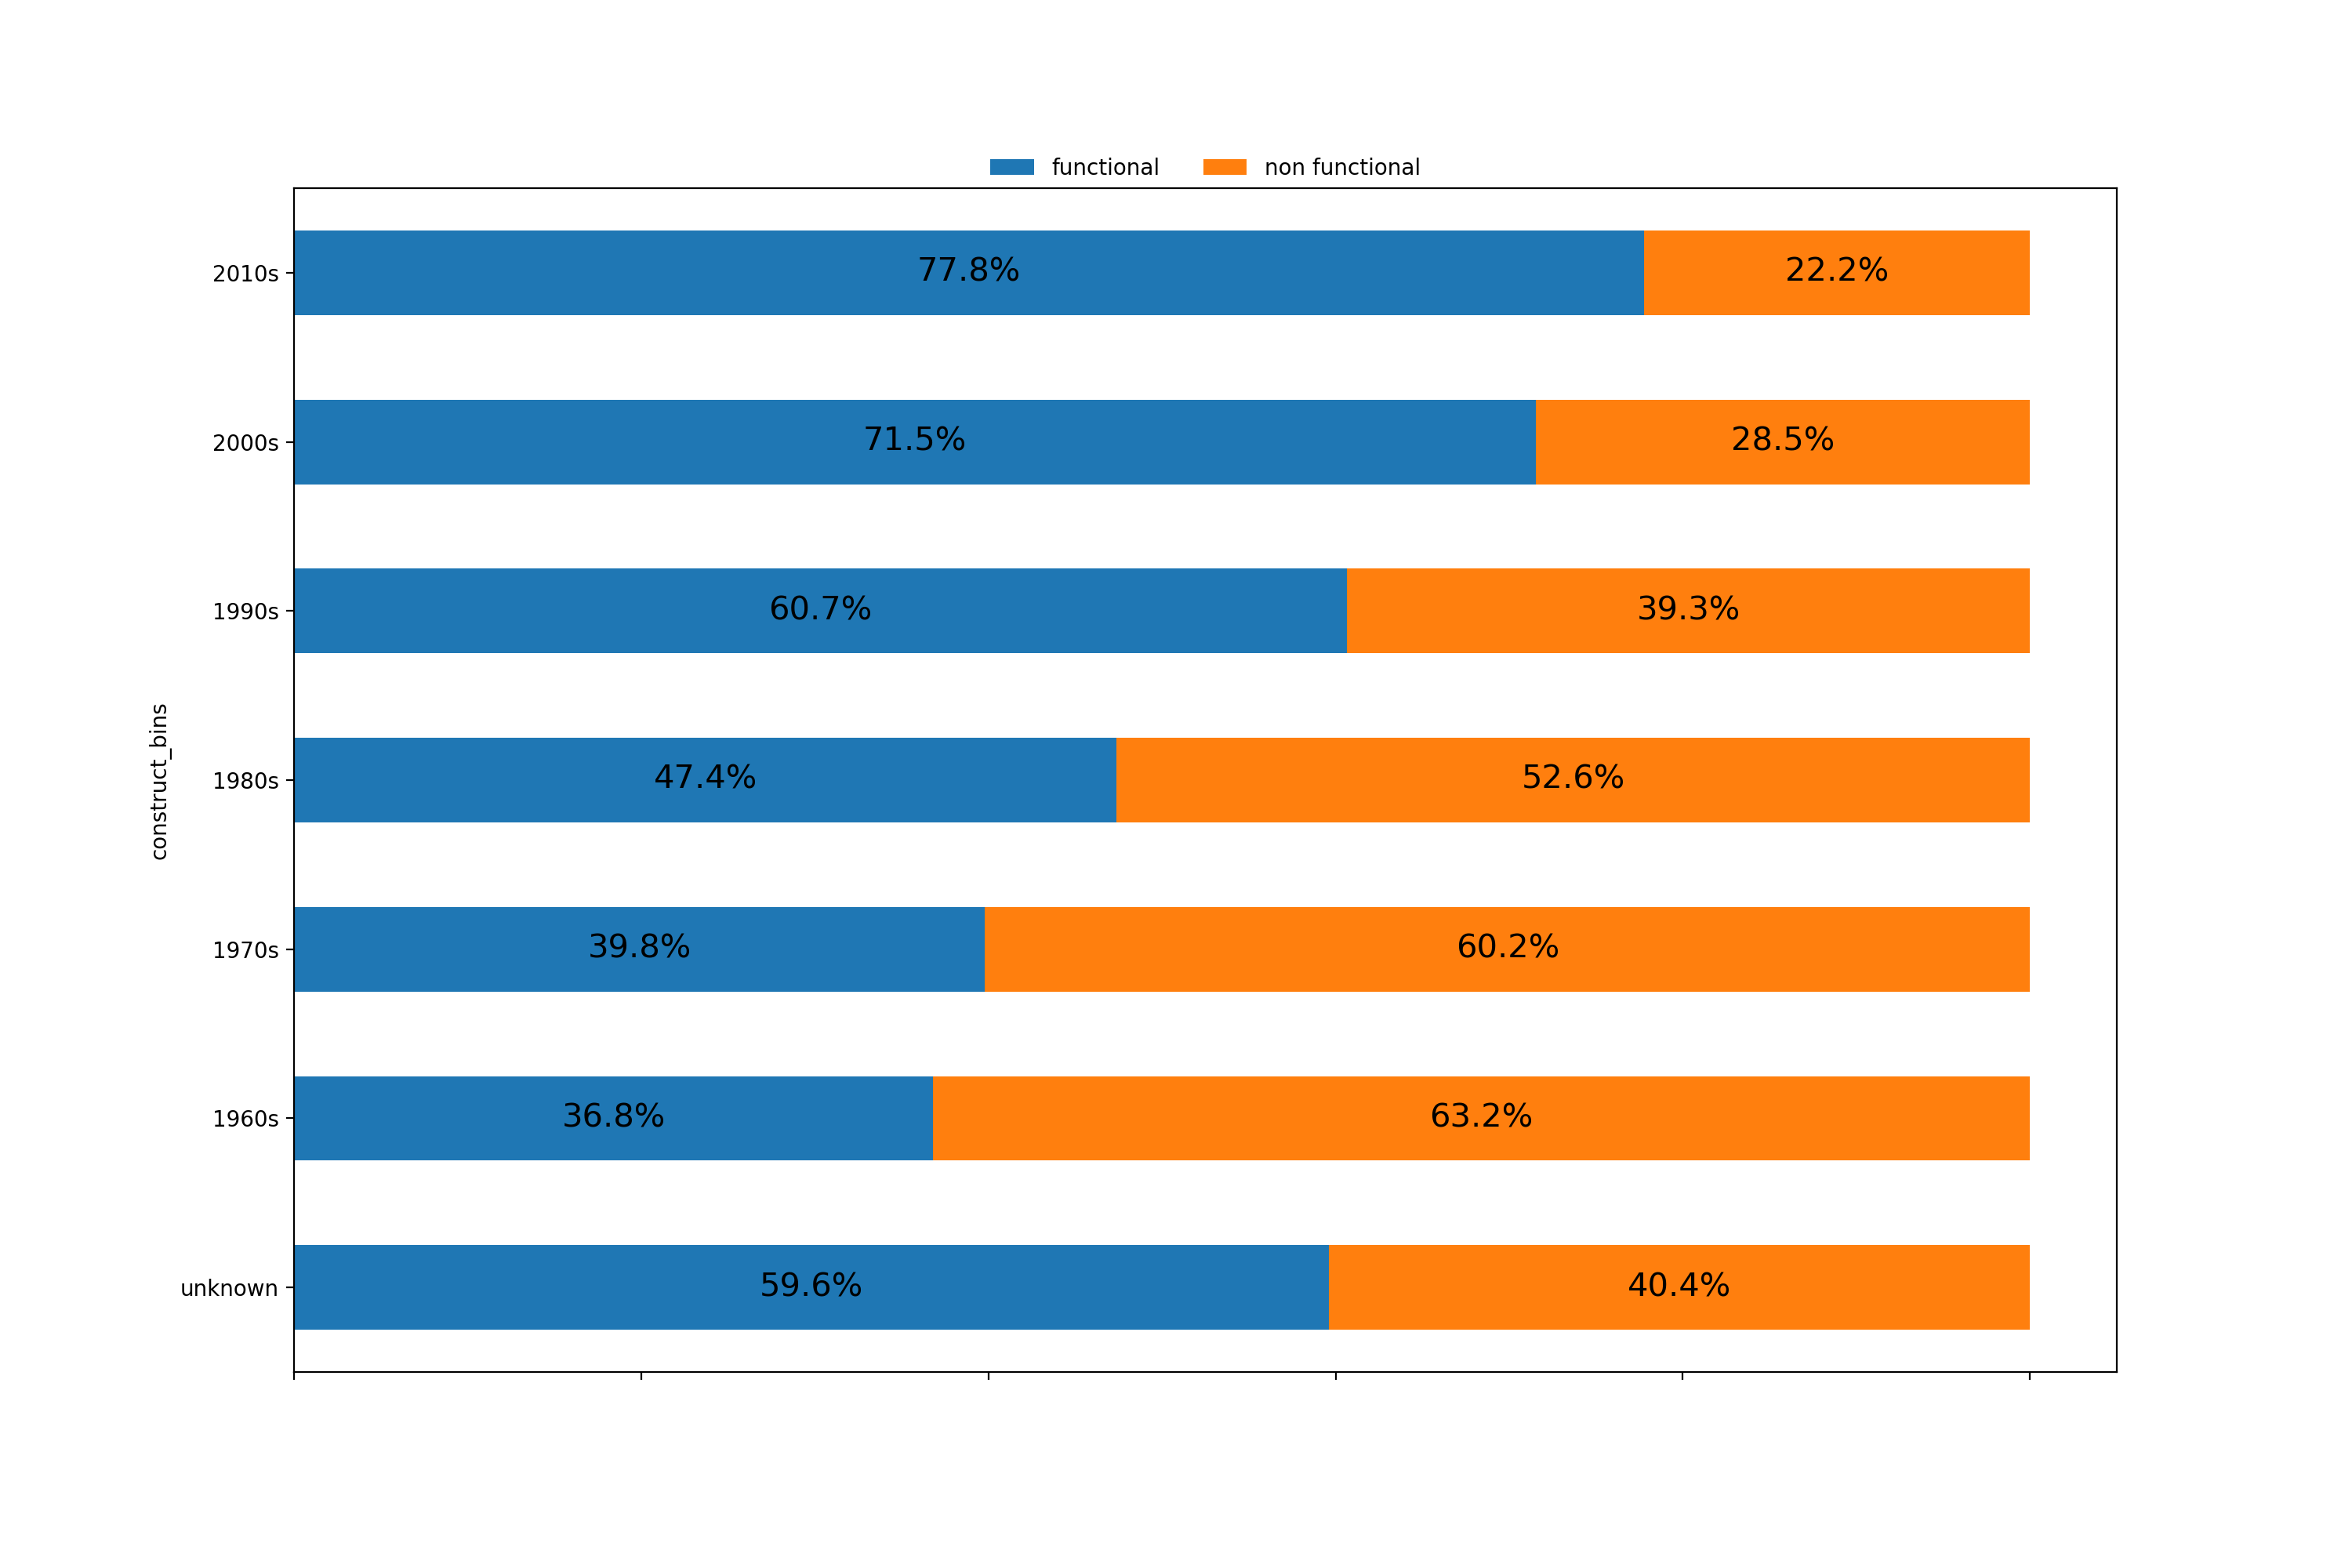 functional non functional
2010s 77.8% 22.2%
2000s 71.5% 28.5%
1990s 60.7% 39.3%
construct_bins
1980s 47.4% 52.6%
1970s 39.8% 60.2%
1960s 36.8% 63.2%
unknown 59.6% 40.4%